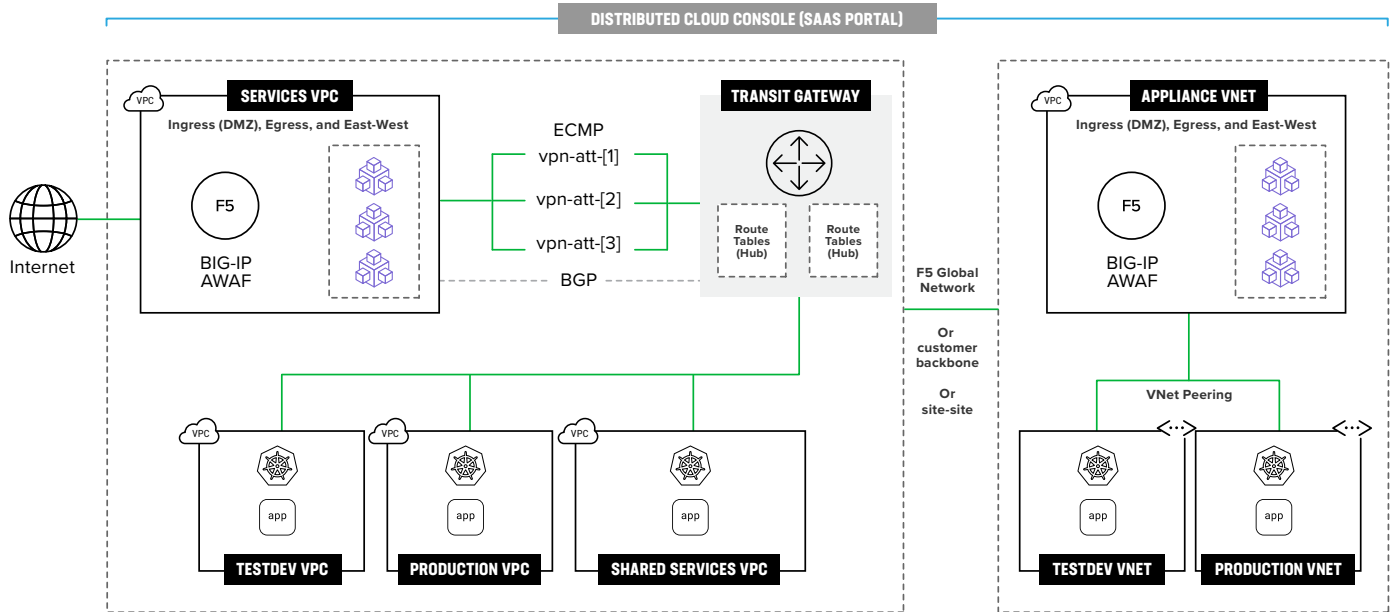 DISTRIBUTED CLOUD CONSOLE (SAAS PORTAL)
VPC
SERVICES VPC
Ingress (DMZ), Egress, and East-West
F5
BIG-IP
AWAF
Internet
ECMP
vpn-att-[1]
vpn-att-[2]
vpn-att-[3]
BGP
TRANSIT GATEWAY
Route
Tables
(Hub)
Route
Tables
(Hub)
F5 Global
Network
Or
customer
backbone
Or
site-site
VPC
APPLIANCE VNET
Ingress (DMZ), Egress, and East-West
F5
BIG-IP
AWAF
VNet Peering
VPC
app
TESTDEV VPC
VPC
app
PRODUCTION VPC
VPC
app
SHARED SERVICES VPC
app
TESTDEV VNET
app
PRODUCTION VNET